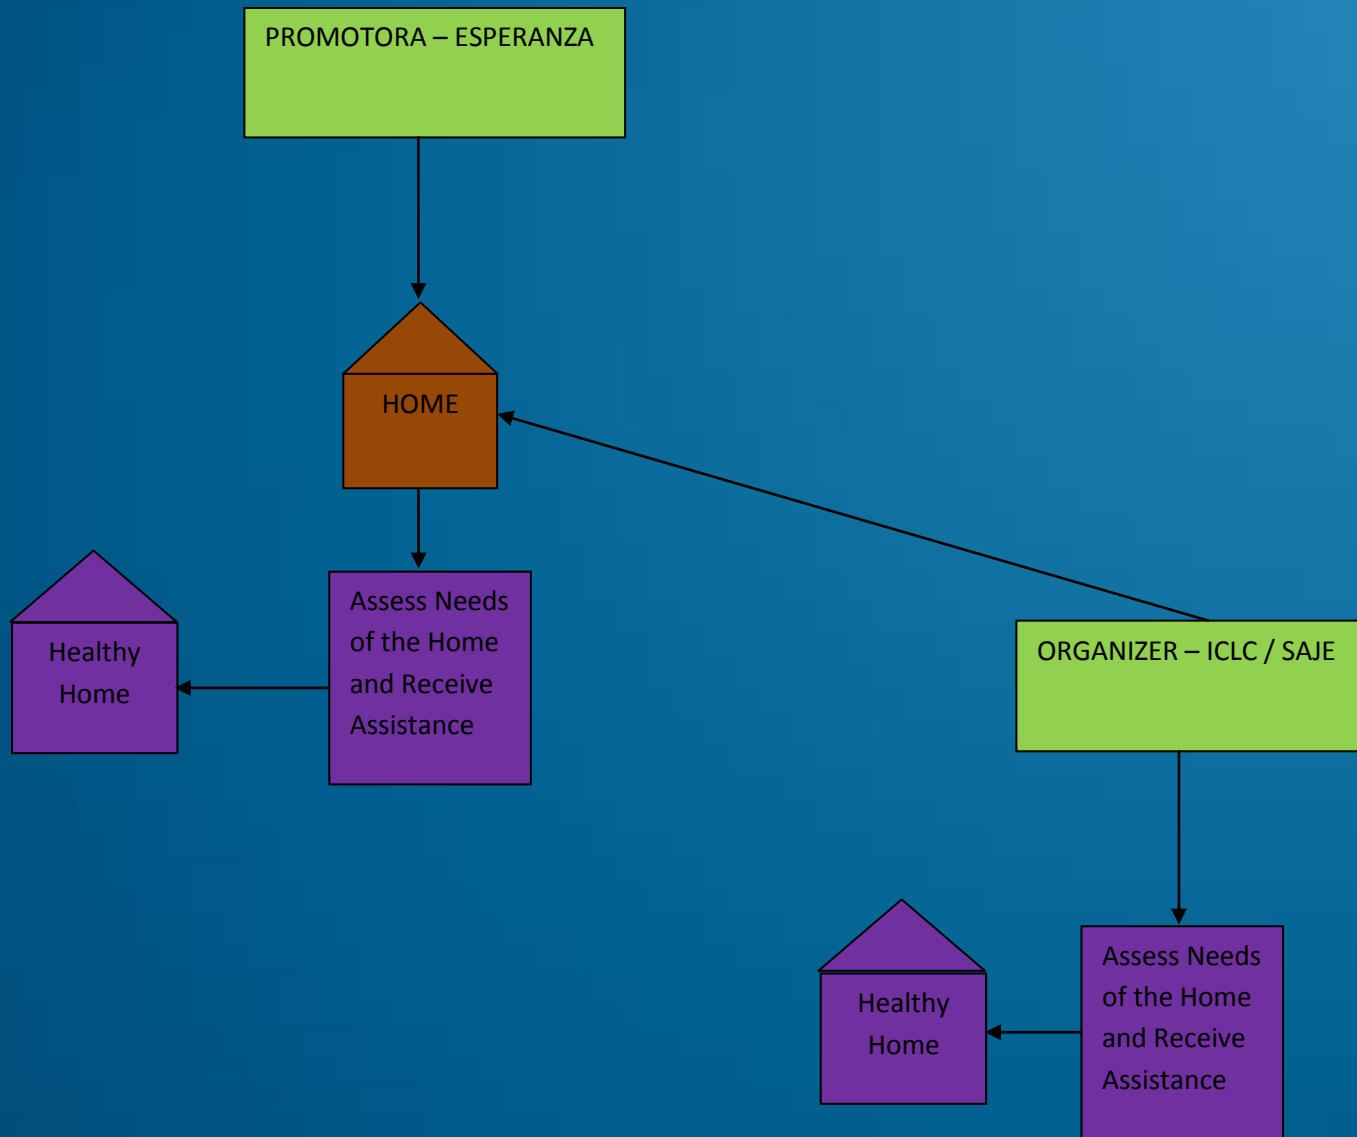 PROMOTORA – ESPERANZA
HOME
Assess Needs
of the Home
and Receive
Assistance
Healthy
Home
ORGANIZER – ICLC / SAJE
Assess Needs
of the Home
and Receive
Assistance
Healthy
Home